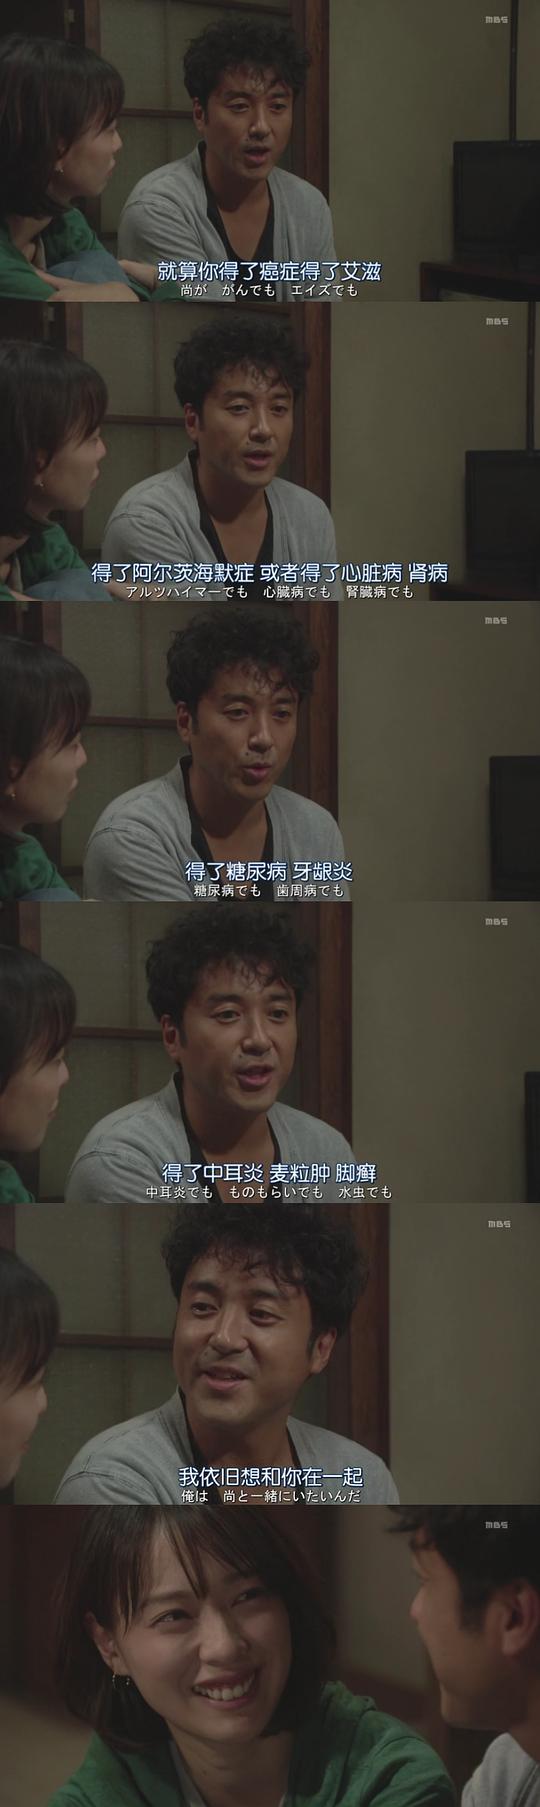 MBS
就算你得了癌症得了艾滋
尚が　がんでも　エイズでも
MBS
得了阿尔茨海默症 或者得了心脏病 肾病
アルツハイマーでも　心臓病でも　腎臓病でも
MBS
得了糖尿病 牙龈炎
糖尿病でも　歯周病でも
MBS
得了中耳炎 麦粒肿 脚癣
中耳炎でも　ものもらいでも　水虫でも
MBS
我依旧想和你在一起
俺は　尚と一緒にいたいんだ
MBS